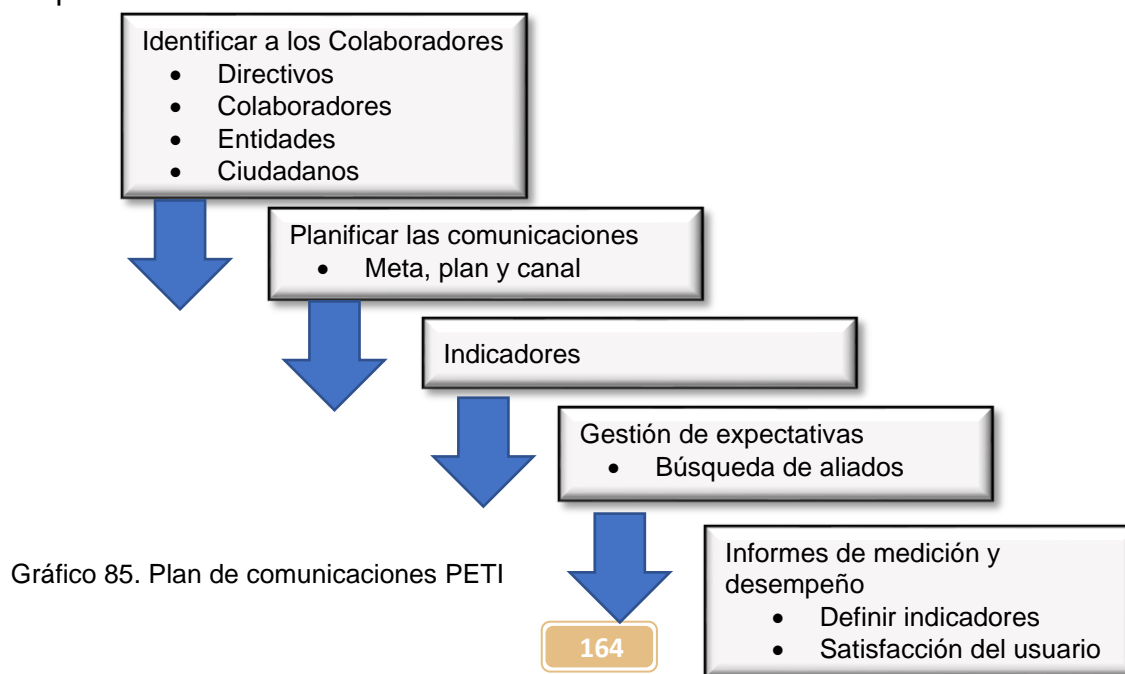 Identificar a los Colaboradores
• Directivos
• Colaboradores
• Entidades
• Ciudadanos
Planificar las comunicaciones
• Meta, plan y canal
Indicadores
Gestión de expectativas
• Búsqueda de aliados
Informes de medición y
desempeño
• Definir indicadores
• Satisfacción del usuario
Gráfico 85. Plan de comunicaciones PETI
164